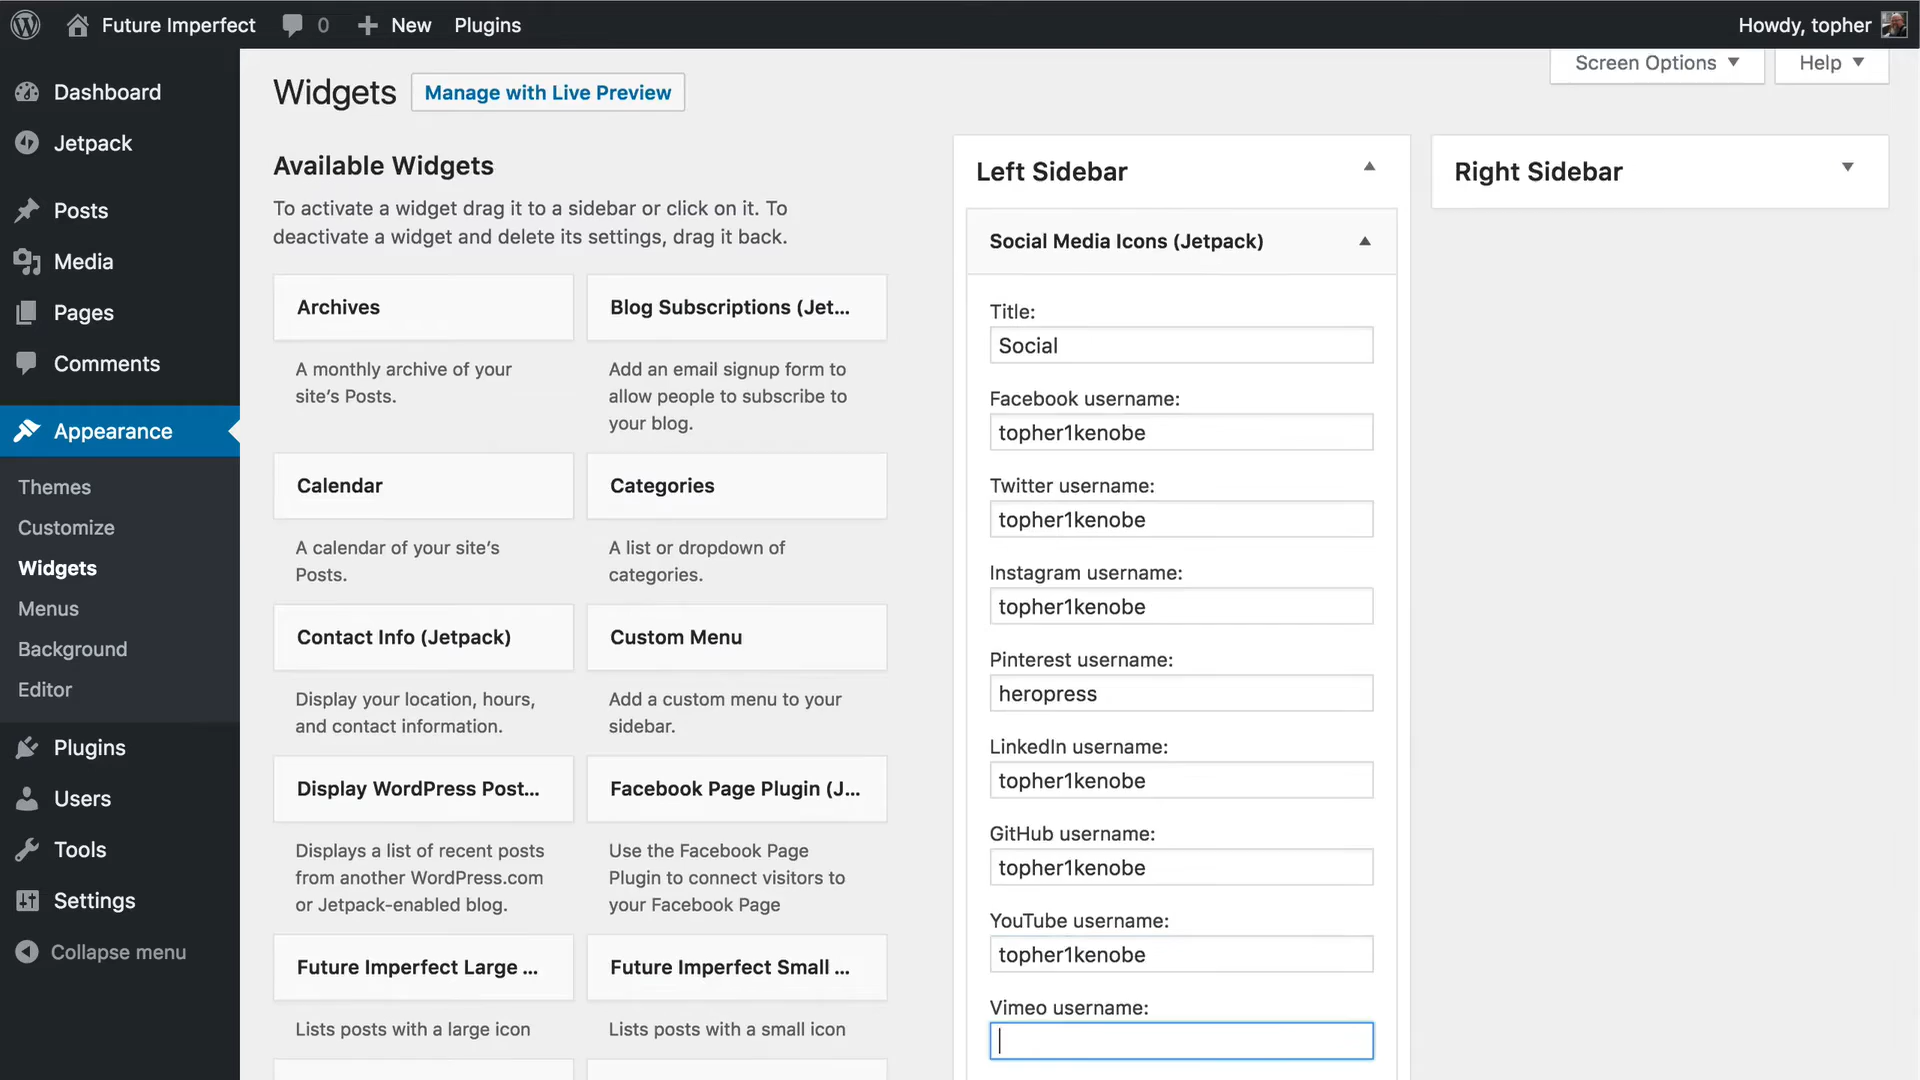 Future Imperfect 0 New Plugins Howdy, topher
Screen Options Help
Dashboard
Jetpack
Posts
Media
Pages
Comments
Appearance
Themes
Customize
Widgets
Menus
Background
Editor
Plugins
Users
Tools
Settings
Collapse menu
Widgets Manage with Live Preview
Available Widgets
To activate a widget drag it to a sidebar or click on it. To
deactivate a widget and delete its settings, drag it back.
Archives
A monthly archive of your
site’s Posts.
Blog Subscriptions (Jet...
Add an email signup form to
allow people to subscribe to
your blog.
Calendar
A calendar of your site’s
Posts.
Categories
A list or dropdown of
categories.
Contact Info (Jetpack)
Display your location, hours,
and contact information.
Custom Menu
Add a custom menu to your
sidebar.
Display WordPress Post...
Displays a list of recent posts
from another WordPress.com
or Jetpack-enabled blog.
Facebook Page Plugin (J...
Use the Facebook Page
Plugin to connect visitors to
your Facebook Page
Future Imperfect Large ...
Lists posts with a large icon
Future Imperfect Small ...
Lists posts with a small icon
Left Sidebar
Social Media Icons (Jetpack)
Title:
Social
Facebook username:
topher1kenobe
Twitter username:
topher1kenobe
Instagram username:
topher1kenobe
Pinterest username:
heropress
LinkedIn username:
topher1kenobe
GitHub username:
topher1kenobe
YouTube username:
topher1kenobe
Vimeo username:
Right Sidebar